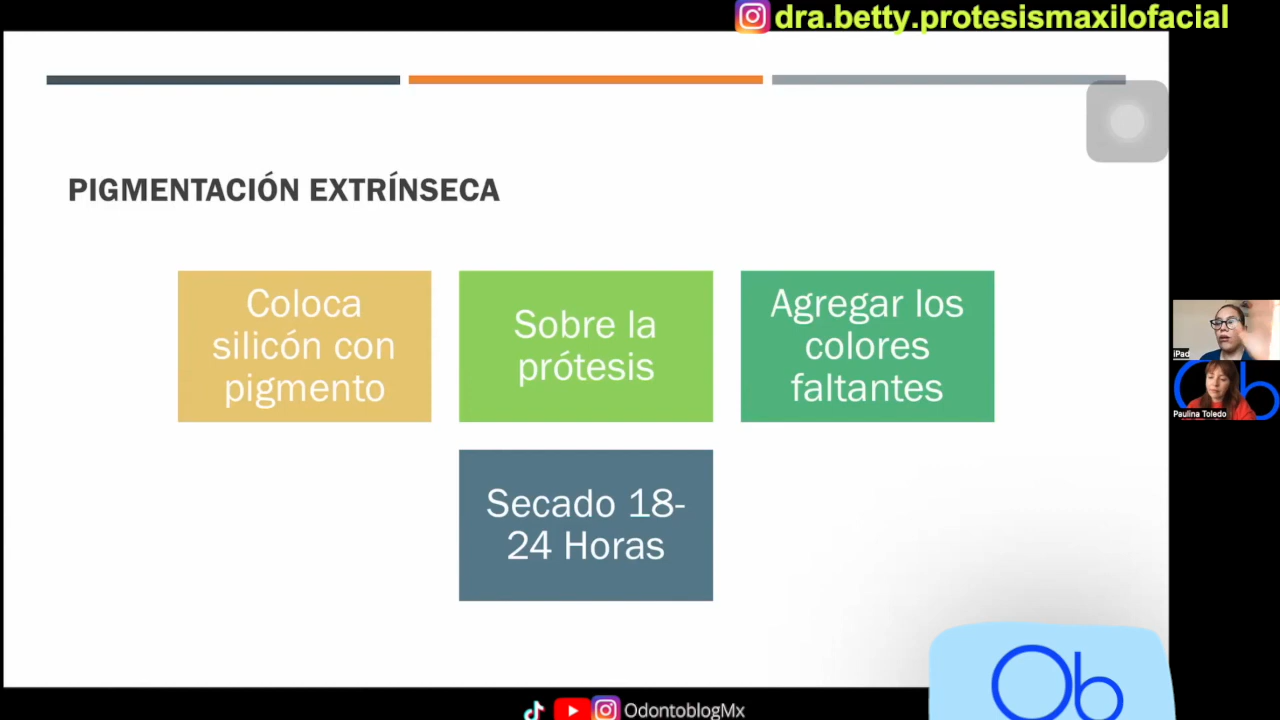 dra.betty.protesismaxilofacial
PIGMENTACIÓN EXTRÍNSECA
Coloca
silicón con
pigmento
Sobre la
prótesis
Agregar los
colores
faltantes
Secado 18-
24 Horas
iPad
Ob
Paulina Toledo
Ob
OdontoblogMx